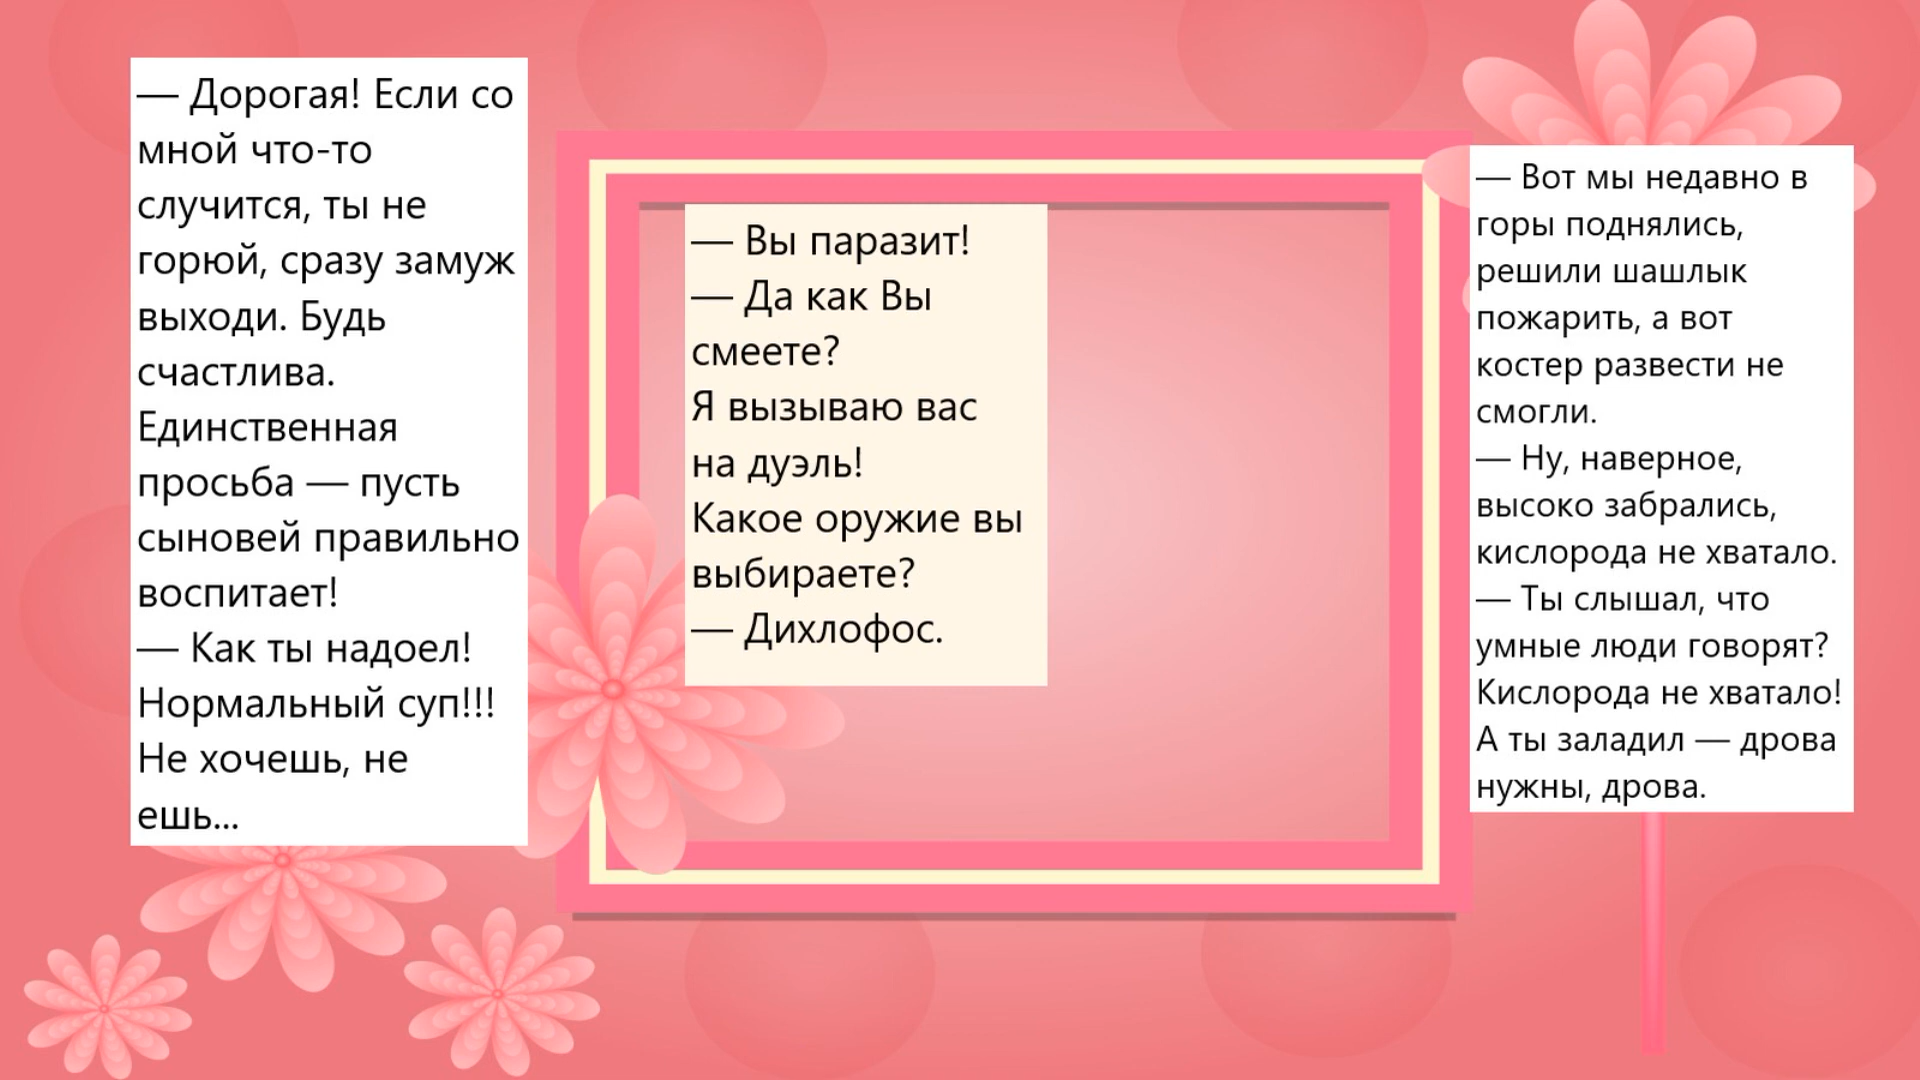 — Дорогая! Если со
мной что-то
случится, ты не
горюй, сразу замуж
выходи. Будь
счастлива.
Единственная
просьба — пусть
сыновей правильно
воспитает!
— Как ты надоел!
Нормальный суп!!!
Не хочешь, не
ешь...
— Вы паразит!
— Да как Вы
смеете?
Я вызываю вас
на дуэль!
Какое оружие вы
выбираете?
— Дихлофос.
— Вот мы недавно в
горы поднялись,
решили шашлык
пожарить, а вот
костер развести не
смогли.
— Ну, наверное,
высоко забрались,
кислорода не хватало.
— Ты слышал, что
умные люди говорят?
Кислорода не хватало!
А ты заладил — дрова
нужны, дрова.